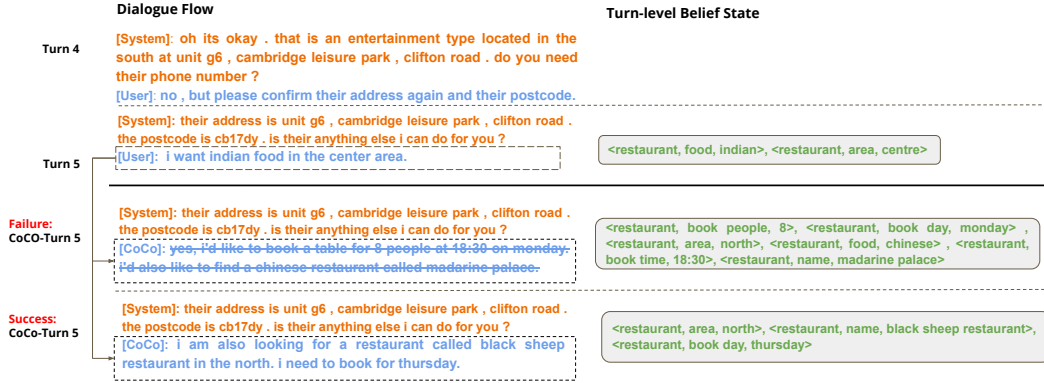 Dialogue Flow
Turn-level Belief State
Turn 4
[System]: oh its okay . that is an entertainment type located in the
south at unit g6 , cambridge leisure park , clifton road . do you need
their phone number ?
[User]: no , but please confirm their address again and their postcode.
Turn 5
[System]: their address is unit g6 , cambridge leisure park , clifton road .
the postcode is cb17dy . is their anything else i can do for you ?
[User]: i want indian food in the center area.
<restaurant, food, indian>, <restaurant, area, centre>
Failure:
CoCO-Turn 5
[System]: their address is unit g6 , cambridge leisure park , clifton road .
the postcode is cb17dy . is their anything else i can do for you ?
[CoCo]: yes, i'd like to book a table for 8 people at 18:30 on monday.
i'd also like to find a chinese restaurant called madarine palace.
<restaurant, book people, 8>, <restaurant, book day, monday> ,
<restaurant, area, north>, <restaurant, food, chinese> , <restaurant,
book time, 18:30>, <restaurant, name, madarine palace>
Success:
CoCo-Turn 5
[System]: their address is unit g6 , cambridge leisure park , clifton road .
the postcode is cb17dy . is their anything else i can do for you ?
[CoCo]: i am also looking for a restaurant called black sheep
restaurant in the north. i need to book for thursday.
<restaurant, area, north>, <restaurant, name, black sheep restaurant>,
<restaurant, book day, thursday>